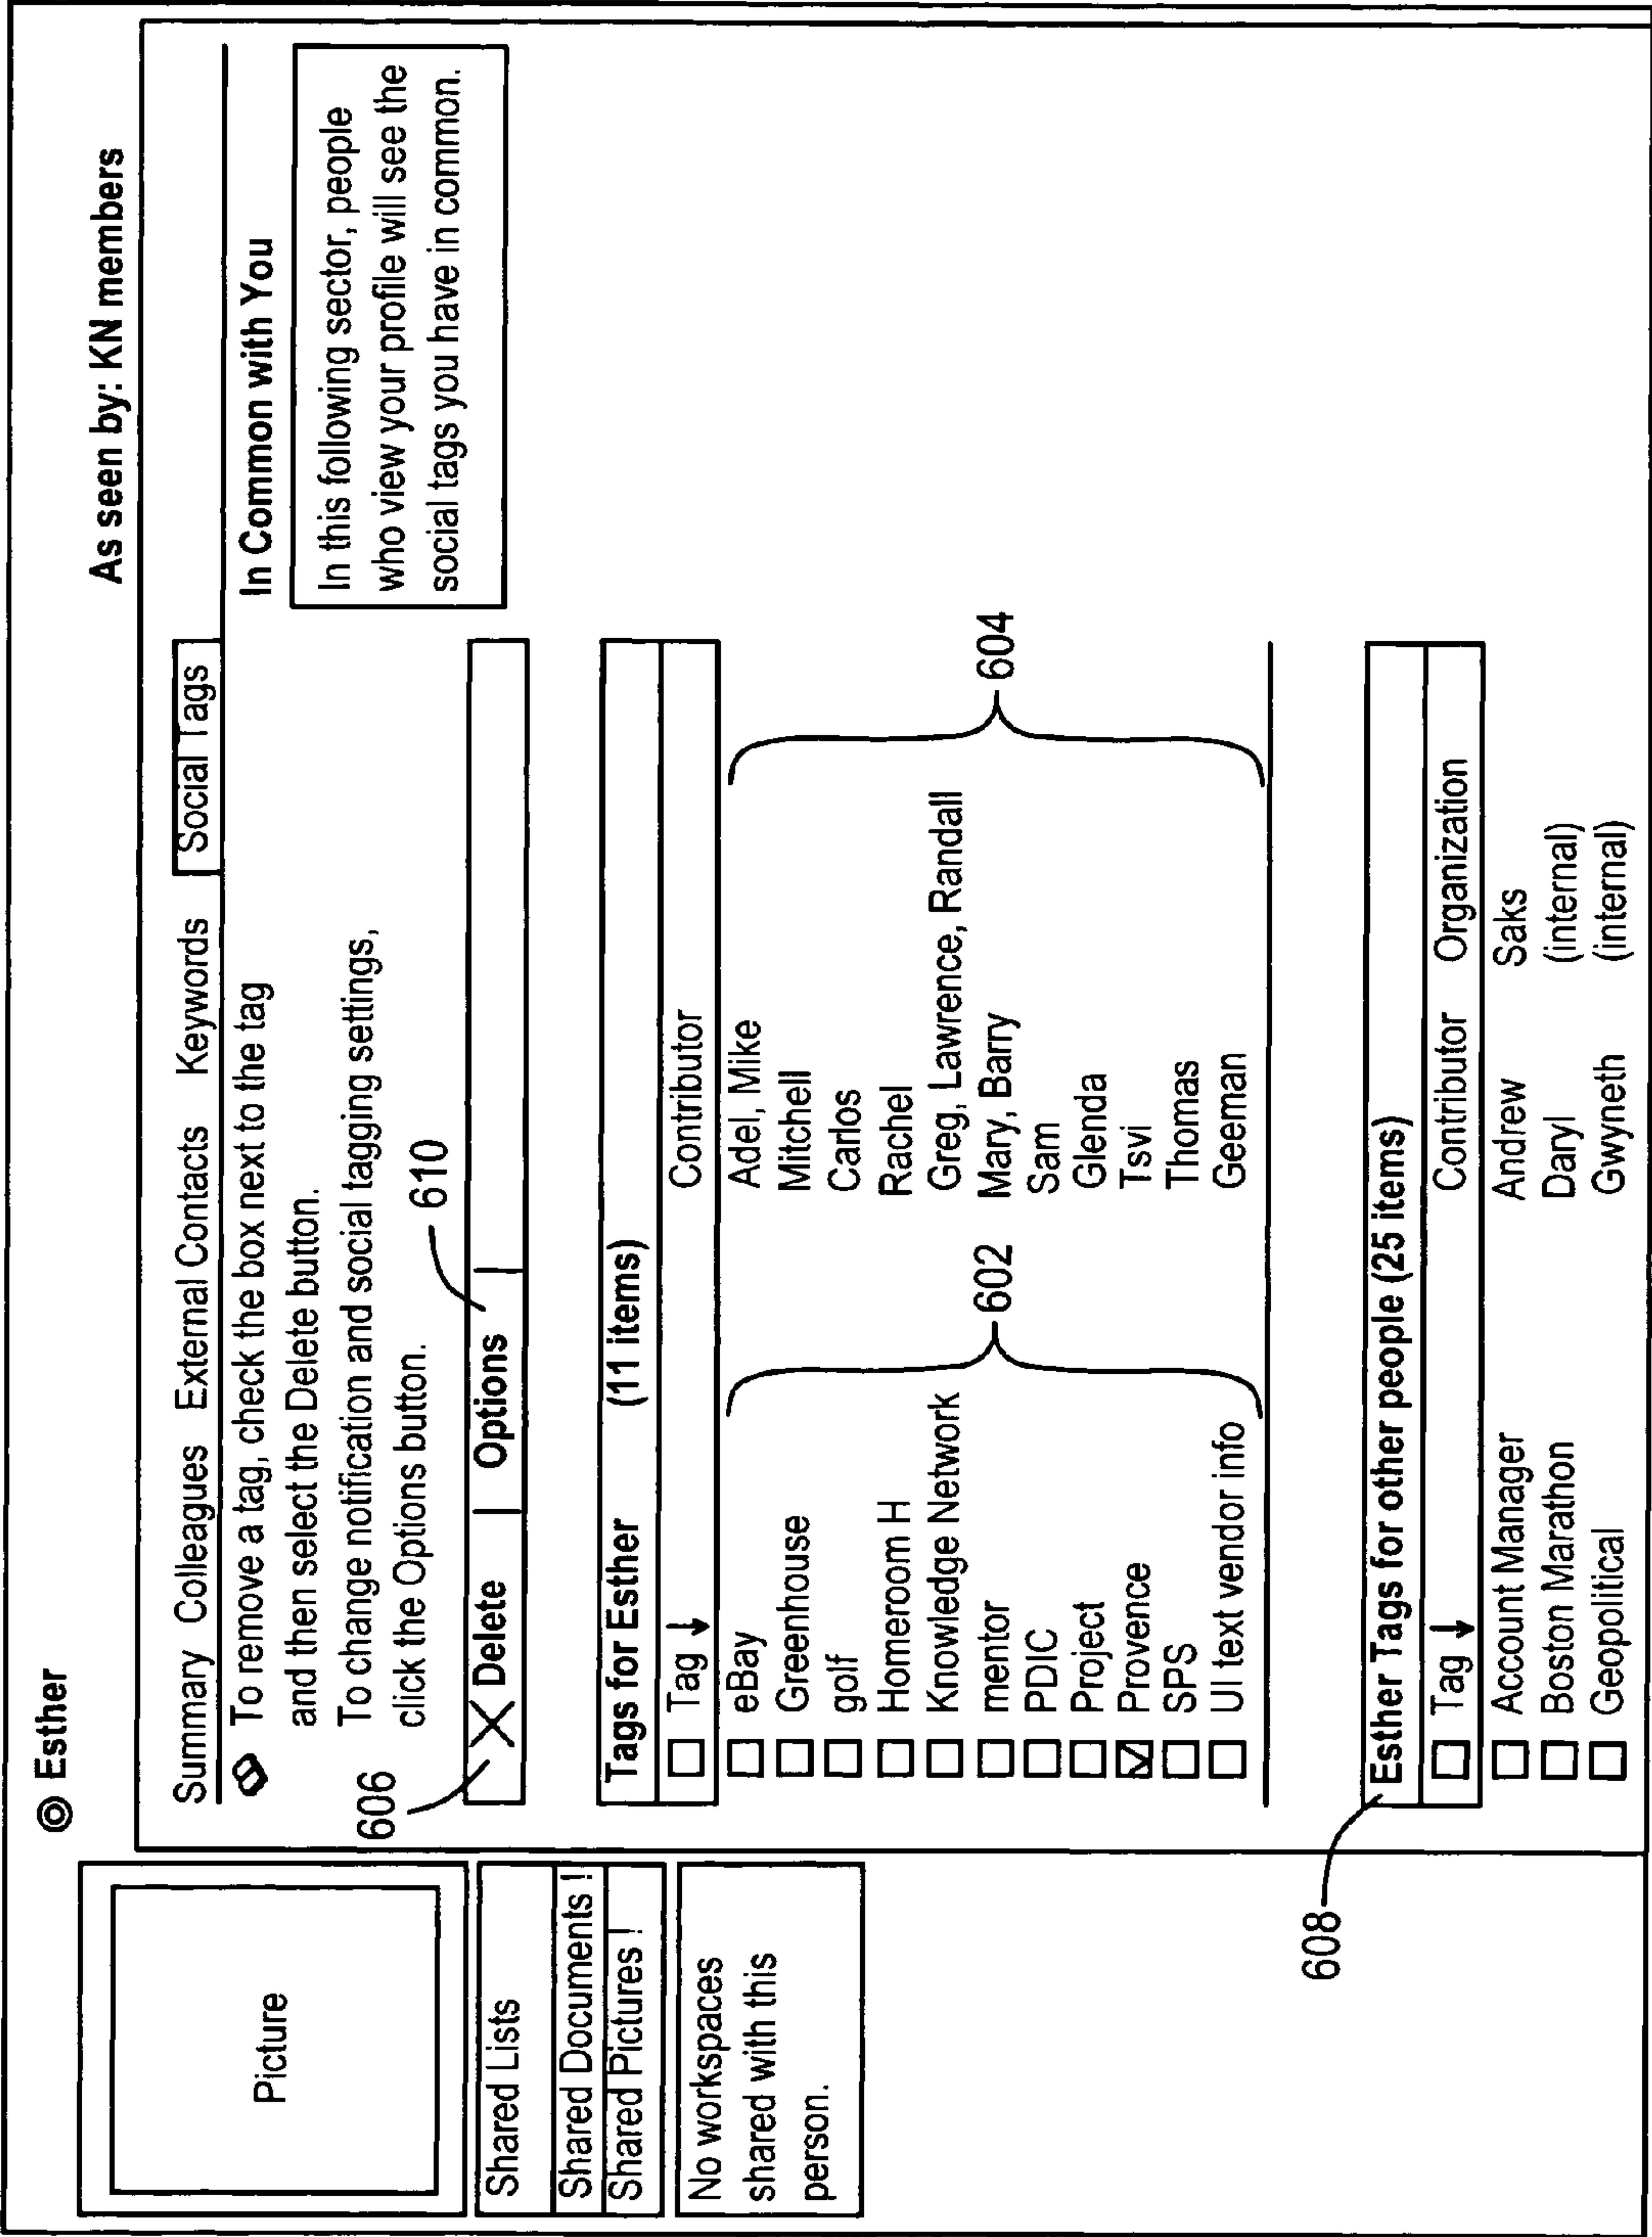 Esther
As seen by: KN members
Picture
Shared Lists
Shared Documents !
Shared Pictures !
No workspaces
shared with this
person.
Summary Colleagues External Contacts Keywords Social Tags
To remove a tag, check the box next to the tag
and then select the Delete button.
To change notification and social tagging settings,
click the Options button.
606
610
X Delete | Options |
In Common with You
In this following sector, people
who view your profile will see the
social tags you have in common.
Tags for Esther (11 items)
Tag ↓ Contributor
eBay Adel, Mike
Greenhouse Mitchell
golf Carlos
Homeroom H Rachel
Knowledge Network Greg, Lawrence, Randall
mentor Mary, Barry
PDIC Sam
Project Glenda
Provence Tsvi
SPS Thomas
UI text vendor info Geeman
602
604
608
Esther Tags for other people (25 items)
Tag ↓ Contributor Organization
Account Manager Andrew Saks
Boston Marathon Daryl (internal)
Geopolitical Gwyneth (internal)